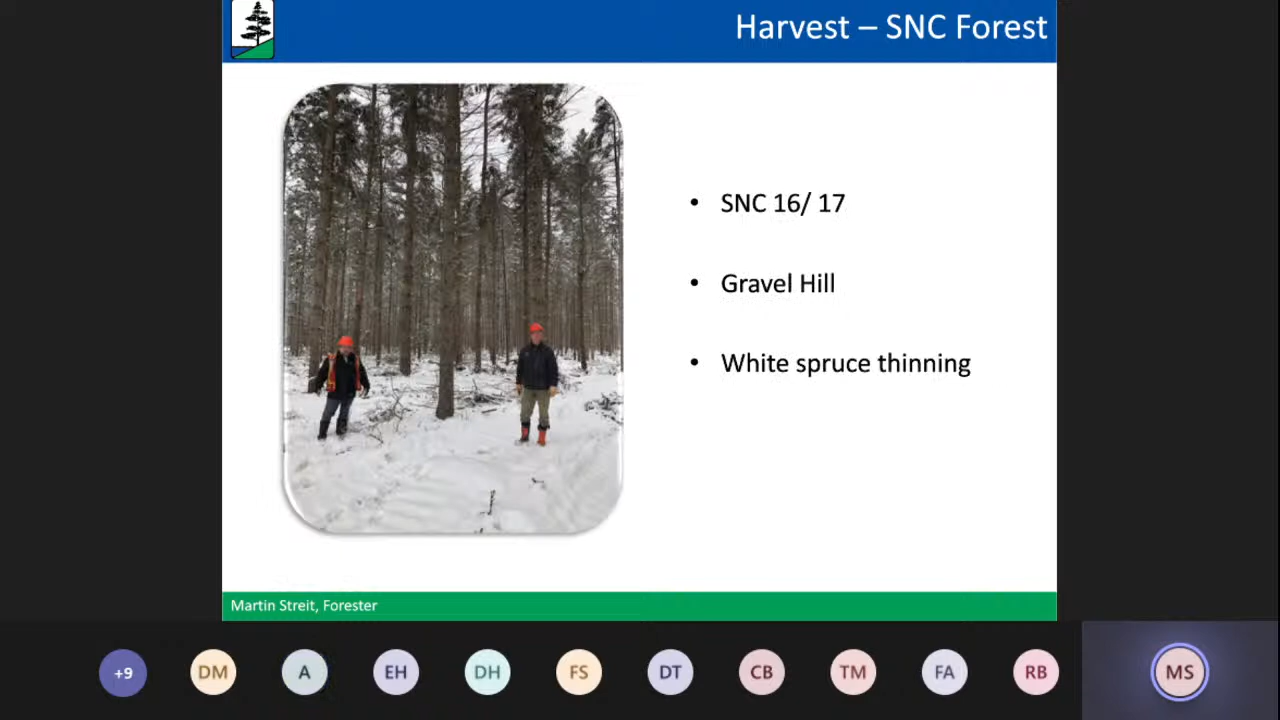 Harvest – SNC Forest
• SNC 16/ 17
• Gravel Hill
• White spruce thinning
Martin Streit, Forester
+9 DM A EH DH FS DT CB TM FA RB MS